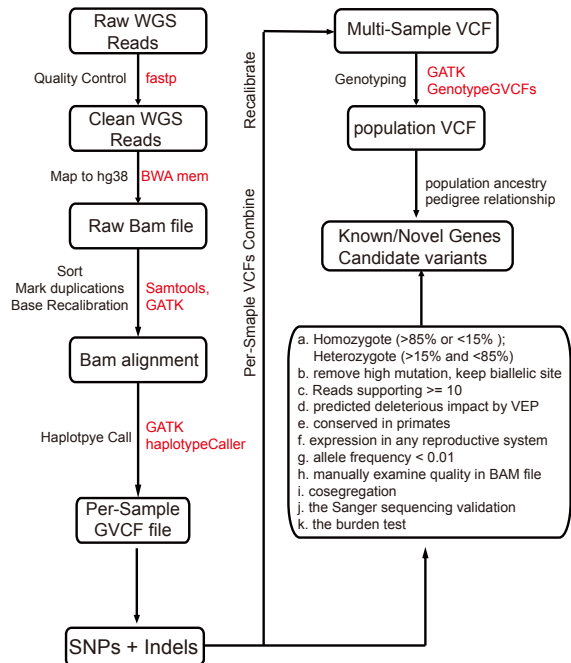 Raw WGS
Reads
Quality Control
fastp
Clean WGS
Reads
Map to hg38
BWA mem
Raw Bam file
Sort
Mark duplications
Base Recalibration
Samtools,
GATK
Bam alignment
Haplotpye Call
GATK
haplotypeCaller
Per-Sample
GVCF file
SNPs + Indels
Per-Smaple VCFs Combine
Recalibrate
Multi-Sample VCF
Genotyping
GATK
GenotypeGVCFs
population VCF
population ancestry
pedigree relationship
Known/Novel Genes
Candidate variants
a. Homozygote (>85% or <15% );
Heterozygote (>15% and <85%)
b. remove high mutation, keep biallelic site
c. Reads supporting >= 10
d. predicted deleterious impact by VEP
e. conserved in primates
f. expression in any reproductive system
g. allele frequency < 0.01
h. manually examine quality in BAM file
i. cosegregation
j. the Sanger sequencing validation
k. the burden test